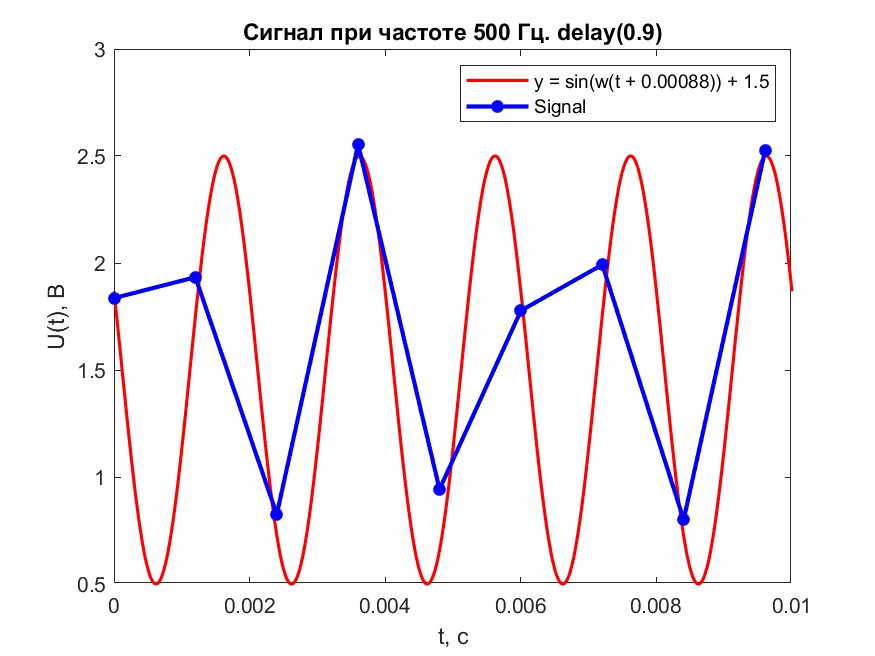 Сигнал при частоте 500 Гц. delay(0.9)
y = sin(w(t + 0.00088)) + 1.5
Signal
3
2.5
2
1.5
1
0.5
U(t), В
0
0.002
0.004
0.006
0.008
0.01
t, с